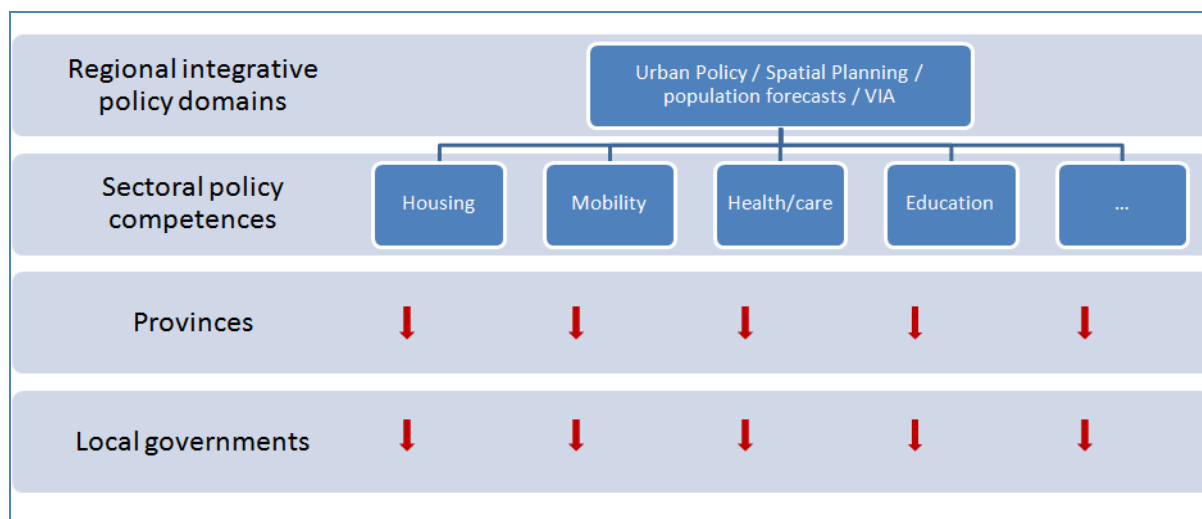 Regional integrative
policy domains
Urban Policy / Spatial Planning /
population forecasts / VIA
Sectoral policy
competences
Housing
Mobility
Health/care
Education
...
Provinces
Local governments